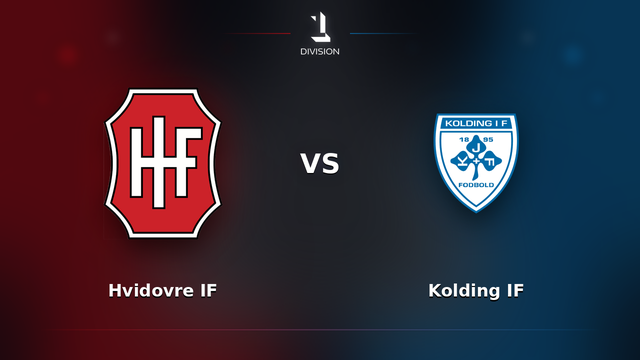 1
DIVISION
HIF
VS
KOLDING I F
18 95
K J F
FODBOLD
Hvidovre IF
Kolding IF